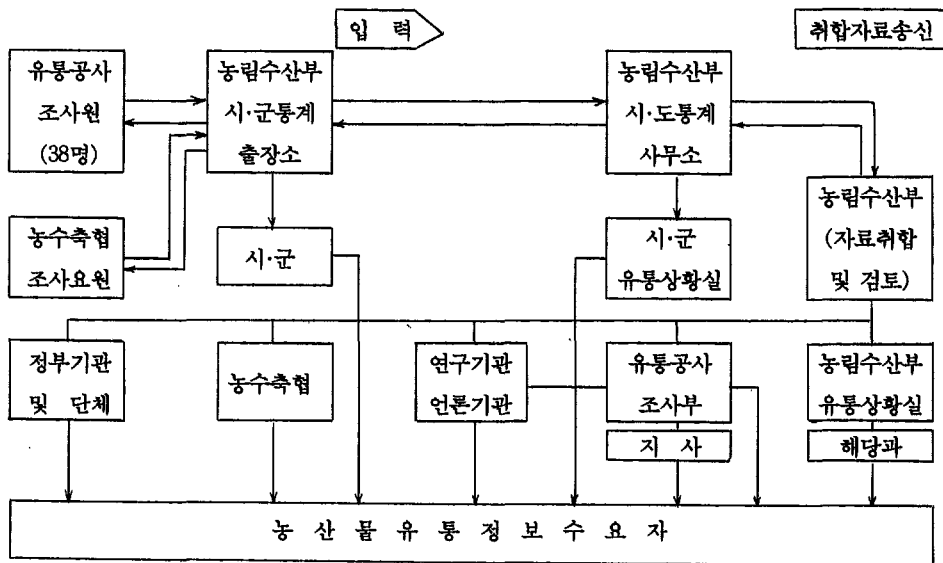 입 력
취합자료송신
유통공사
조사원
(38명)
농림수산부
시·군통계
출장소
농림수산부
시·도통계
사무소
농수축협
조사요원
시·군
시·군
유통상황실
농림수산부
(자료취합
및 검토)
정부기관
및 단체
농수축협
연구기관
언론기관
유통공사
조사부
농림수산부
유통상황실
지 사
해당과
농 산 물 유 통 정 보 수 요 자